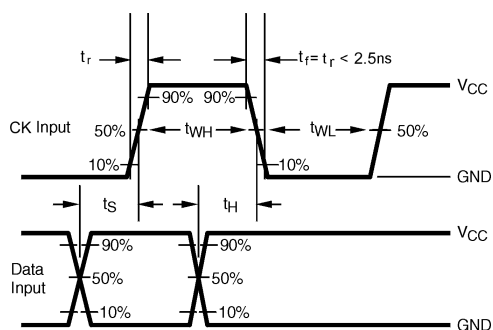 tr
tf = tr < 2.5ns
VCC
90% 90%
CK Input
50%
tWH
tWL
50%
10%
10%
GND
tS
tH
VCC
90%
90%
Data
Input
50%
50%
10%
10%
GND